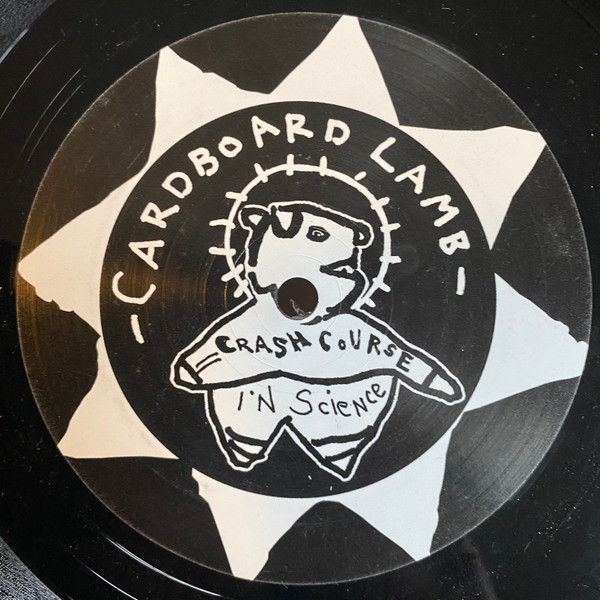 -CARDBOARD LAMB-
CRASH COURSE
I'N Science